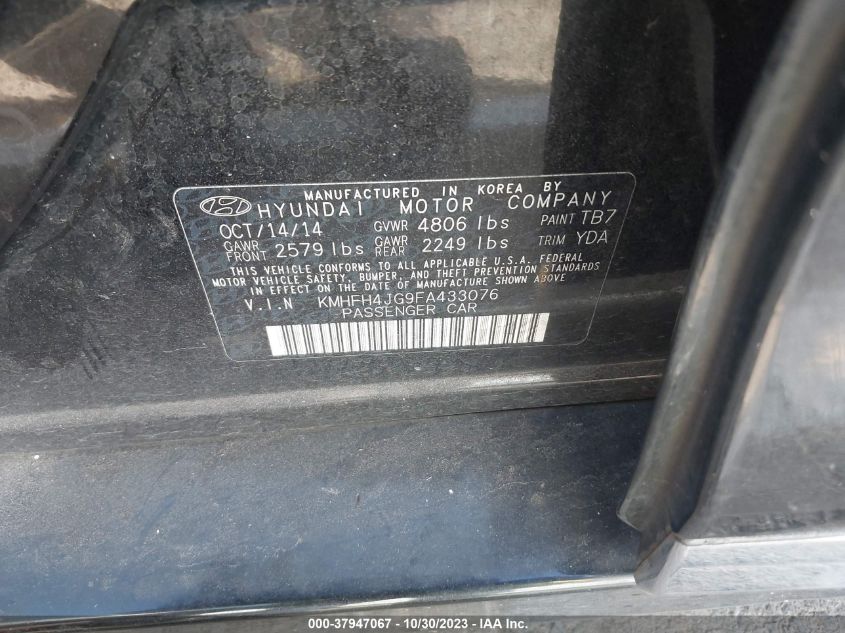 MANUFACTURED IN KOREA BY
HYUNDAI MOTOR COMPANY
OCT/14/14 GVWR 4806 lbs PAINT TB7
GAWR FRONT 2579 lbs GAWR REAR 2249 lbs TRIM YDA
THIS VEHICLE CONFORMS TO ALL APPLICABLE U.S.A. FEDERAL
MOTOR VEHICLE SAFETY, BUMPER, AND THEFT PREVENTION STANDARDS
IN EFFECT ON THE DATE OF MANUFACTURE SHOWN ABOVE
V.I.N KMHFH4JG9FA433076
PASSENGER CAR
000-37947067 - 10/30/2023 - IAA Inc.